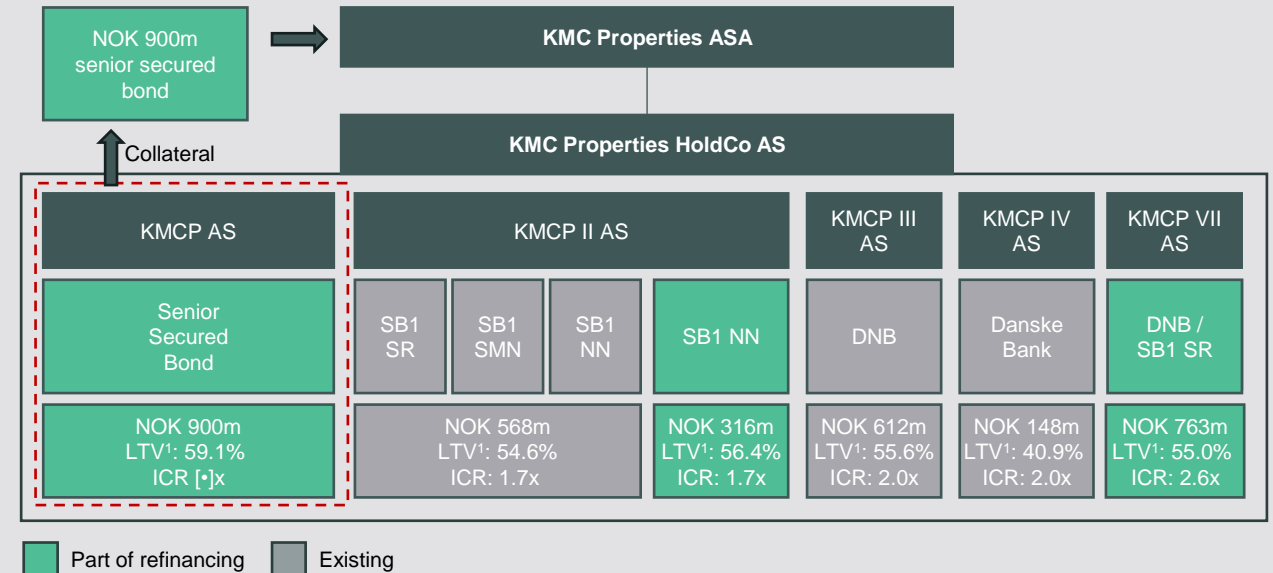 NOK 900m
senior secured
bond
KMC Properties ASA
KMC Properties HoldCo AS
Collateral
KMCP AS
KMCP II AS
KMCP III
AS
KMCP IV
AS
KMCP VII
AS
Senior
Secured
Bond
SB1
SR
SB1
SMN
SB1
NN
SB1 NN
DNB
Danske
Bank
DNB /
SB1 SR
NOK 900m
LTV¹: 59.1%
ICR [•]x
NOK 568m
LTV¹: 54.6%
ICR: 1.7x
NOK 316m
LTV¹: 56.4%
ICR: 1.7x
NOK 612m
LTV¹: 55.6%
ICR: 2.0x
NOK 148m
LTV¹: 40.9%
ICR: 2.0x
NOK 763m
LTV¹: 55.0%
ICR: 2.6x
Part of refinancing
Existing